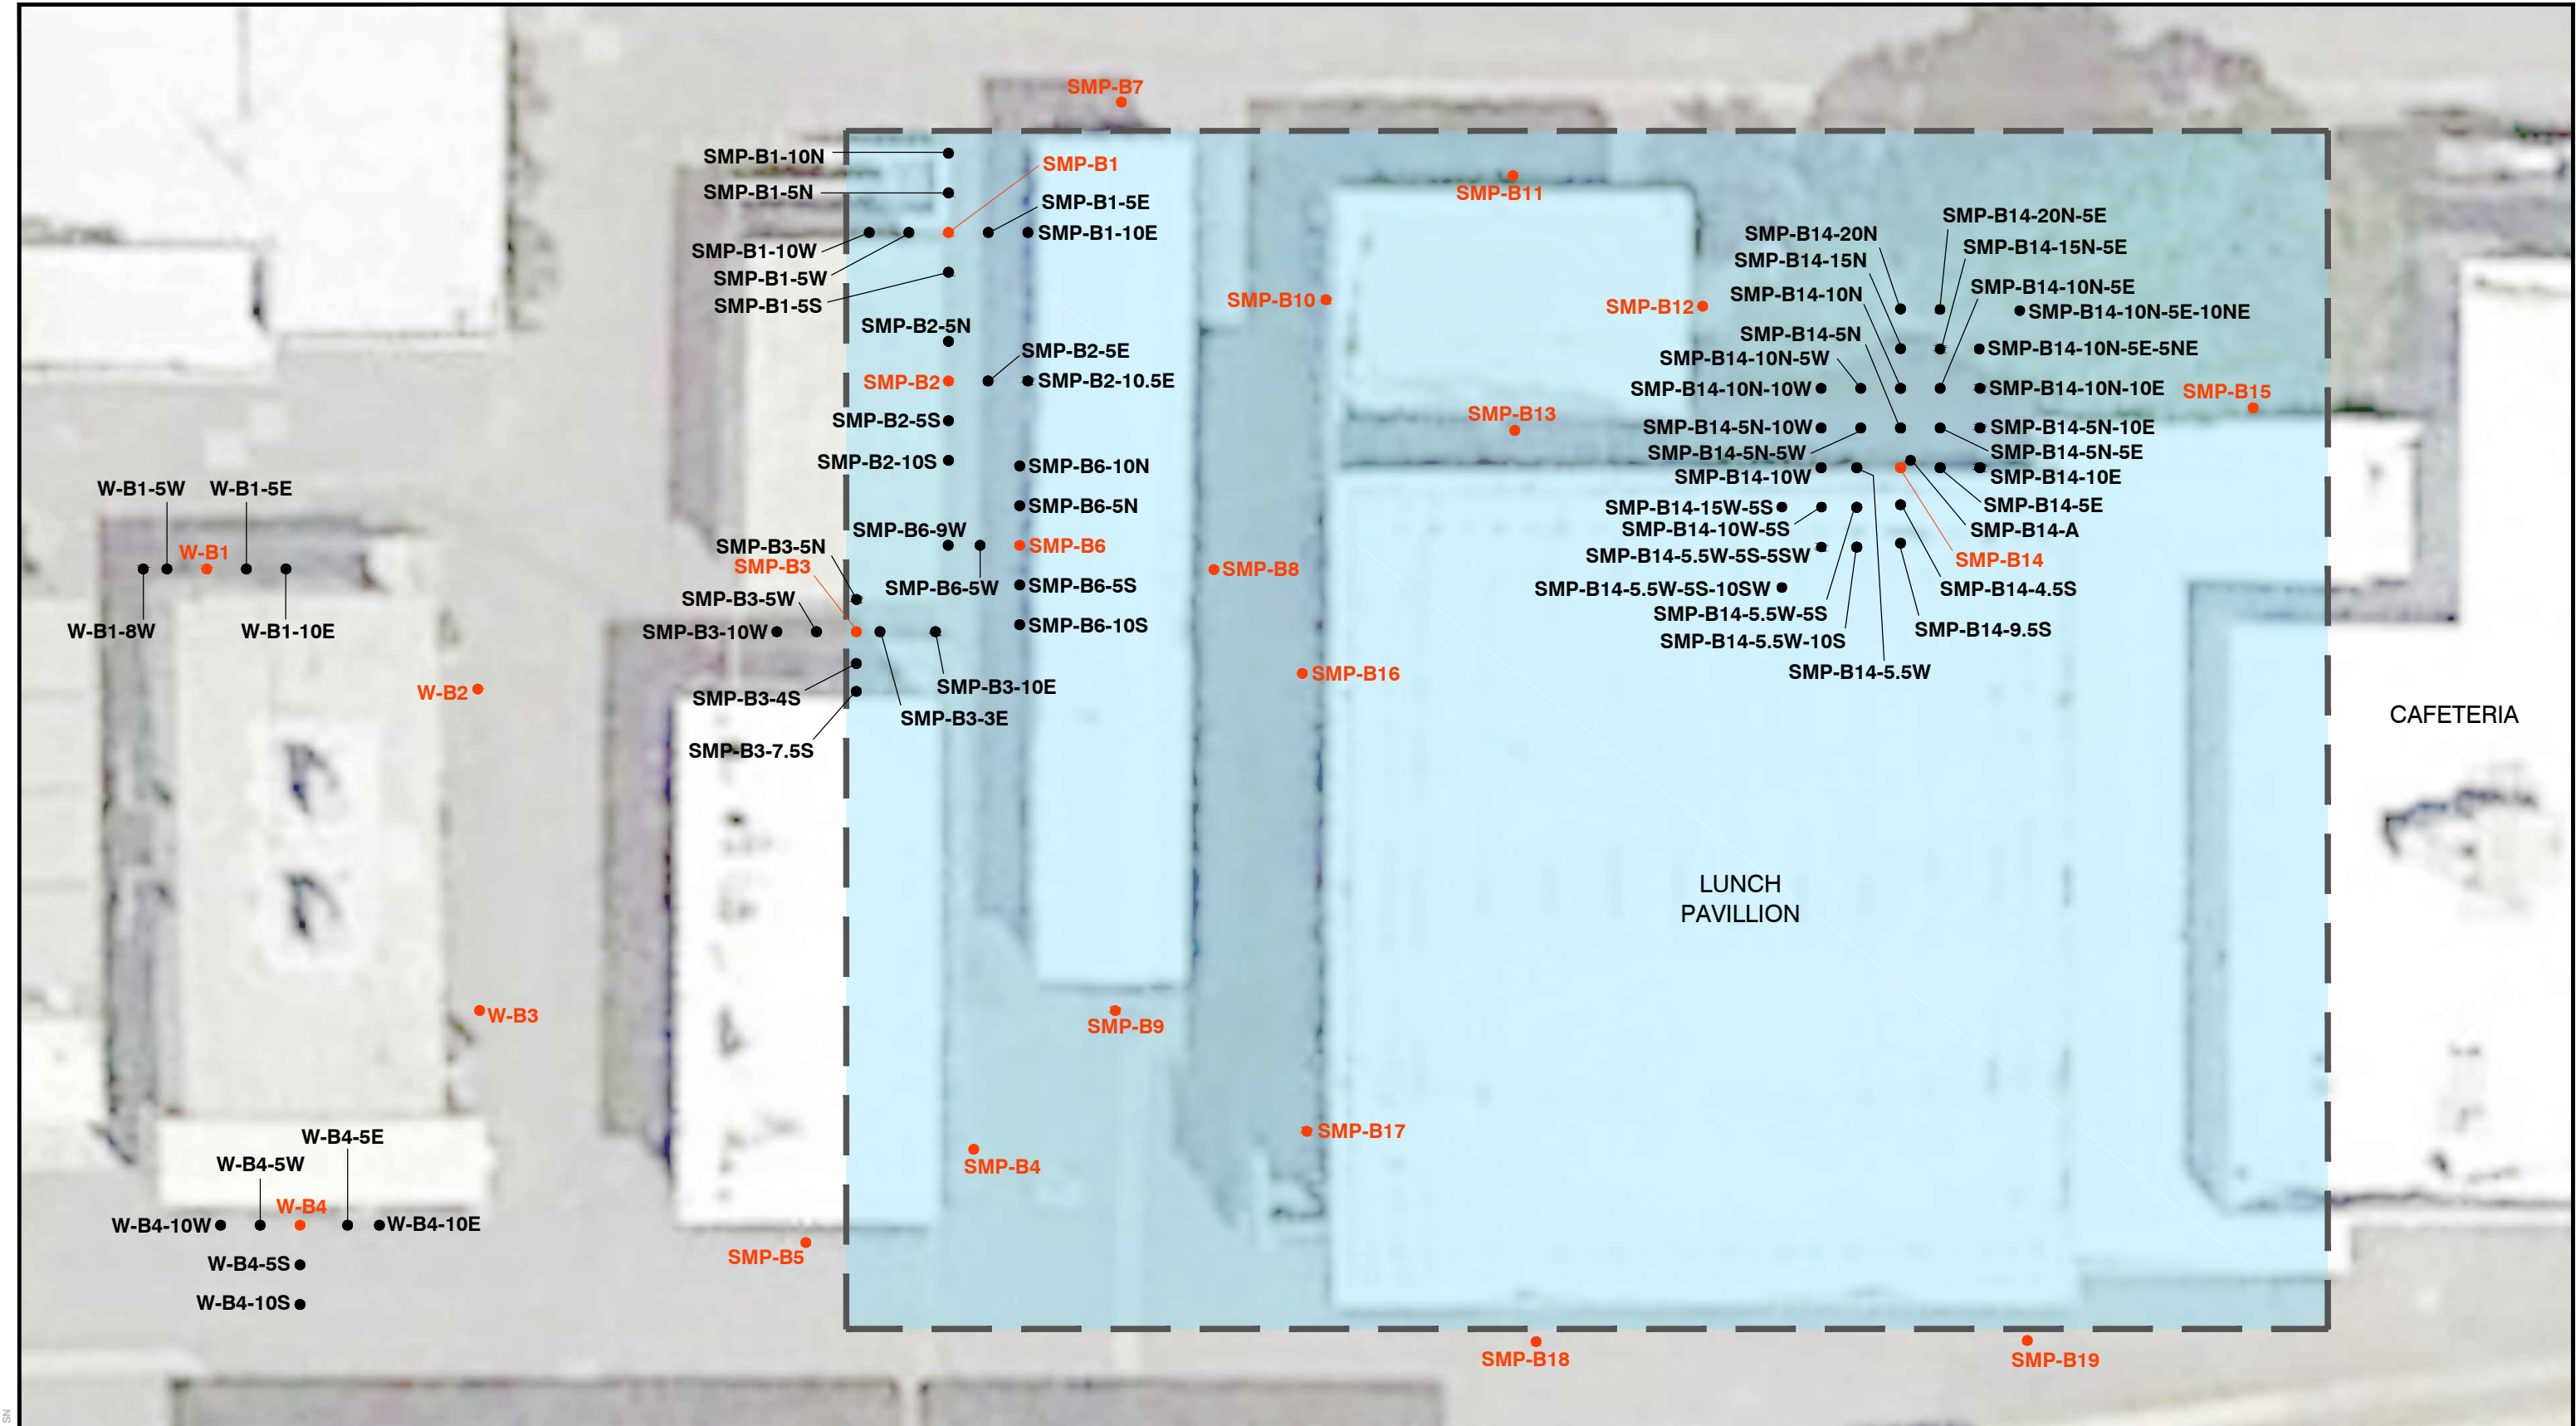 SMP-B7
SMP-B1-10N
SMP-B1
SMP-B1-5N
SMP-B11
SMP-B1-5E
SMP-B14-20N-5E
SMP-B1-10E
SMP-B14-20N
SMP-B14-15N-5E
SMP-B1-10W
SMP-B14-15N
SMP-B1-5W
SMP-B14-10N-5E
SMP-B14-10N
SMP-B10
SMP-B1-5S
SMP-B12
SMP-B14-10N-5E-10NE
SMP-B2-5N
SMP-B14-5N
SMP-B2-5E
SMP-B14-10N-5E-5NE
SMP-B14-10N-5W
SMP-B2
SMP-B2-10.5E
SMP-B14-10N-10W
SMP-B14-10N-10E
SMP-B15
SMP-B13
SMP-B2-5S
SMP-B14-5N-10W
SMP-B14-5N-10E
SMP-B14-5N-5W
SMP-B14-5N-5E
SMP-B2-10S
SMP-B6-10N
SMP-B14-10W
SMP-B14-10E
W-B1-5W
W-B1-5E
SMP-B6-5N
SMP-B14-15W-5S
SMP-B14-5E
SMP-B6-9W
SMP-B14-10W-5S
SMP-B14-A
SMP-B3-5N
SMP-B6
W-B1
SMP-B14-5.5W-5S-5SW
SMP-B14
SMP-B3
SMP-B8
SMP-B6-5W
SMP-B6-5S
SMP-B14-5.5W-5S-10SW
SMP-B14-4.5S
SMP-B3-5W
SMP-B14-5.5W-5S
W-B1-8W
W-B1-10E
SMP-B3-10W
SMP-B6-10S
SMP-B14-9.5S
SMP-B14-5.5W-10S
SMP-B16
SMP-B14-5.5W
W-B2
SMP-B3-10E
SMP-B3-4S
SMP-B3-3E
CAFETERIA
SMP-B3-7.5S
LUNCH
PAVILLION
W-B3
SMP-B9
SMP-B17
W-B4-5E
W-B4-5W
SMP-B4
W-B4
W-B4-10W
W-B4-10E
SMP-B5
W-B4-5S
W-B4-10S
SMP-B18
SMP-B19
SN